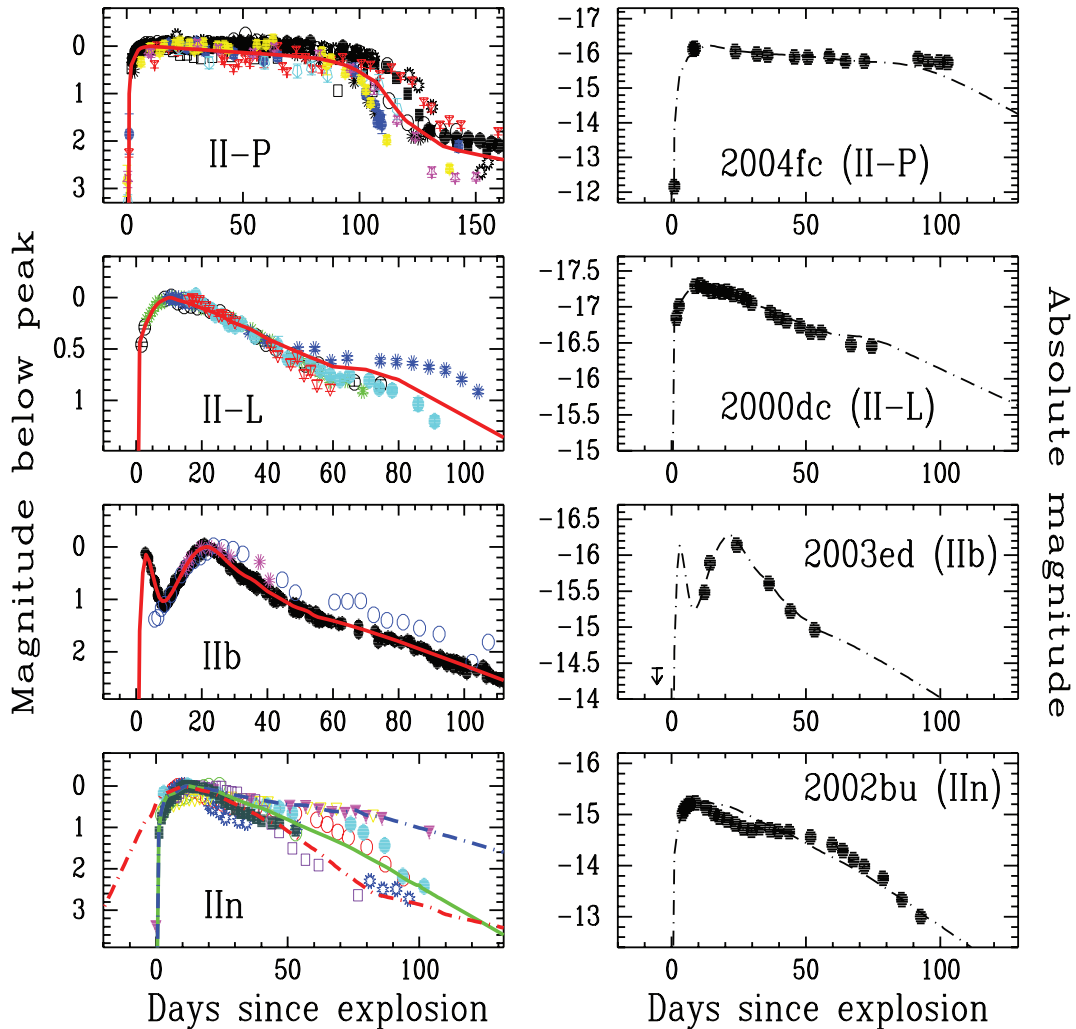 Magnitude below peak
0
1
2
3
II-P
0 50 100 150
0
0.5
1
II-L
0 20 40 60 80 100
0
1
2
IIb
0 20 40 60 80 100
0
1
2
3
IIn
0 50 100
Days since explosion
-17
-16
-15
-14
-13
-12
2004fc (II-P)
0 50 100
-17.5
-17
-16.5
-16
-15.5
-15
2000dc (II-L)
0 50 100
-16.5
-16
-15.5
-15
-14.5
-14
2003ed (IIb)
0 50 100
-16
-15
-14
-13
2002bu (IIn)
0 50 100
Days since explosion
Absolute magnitude